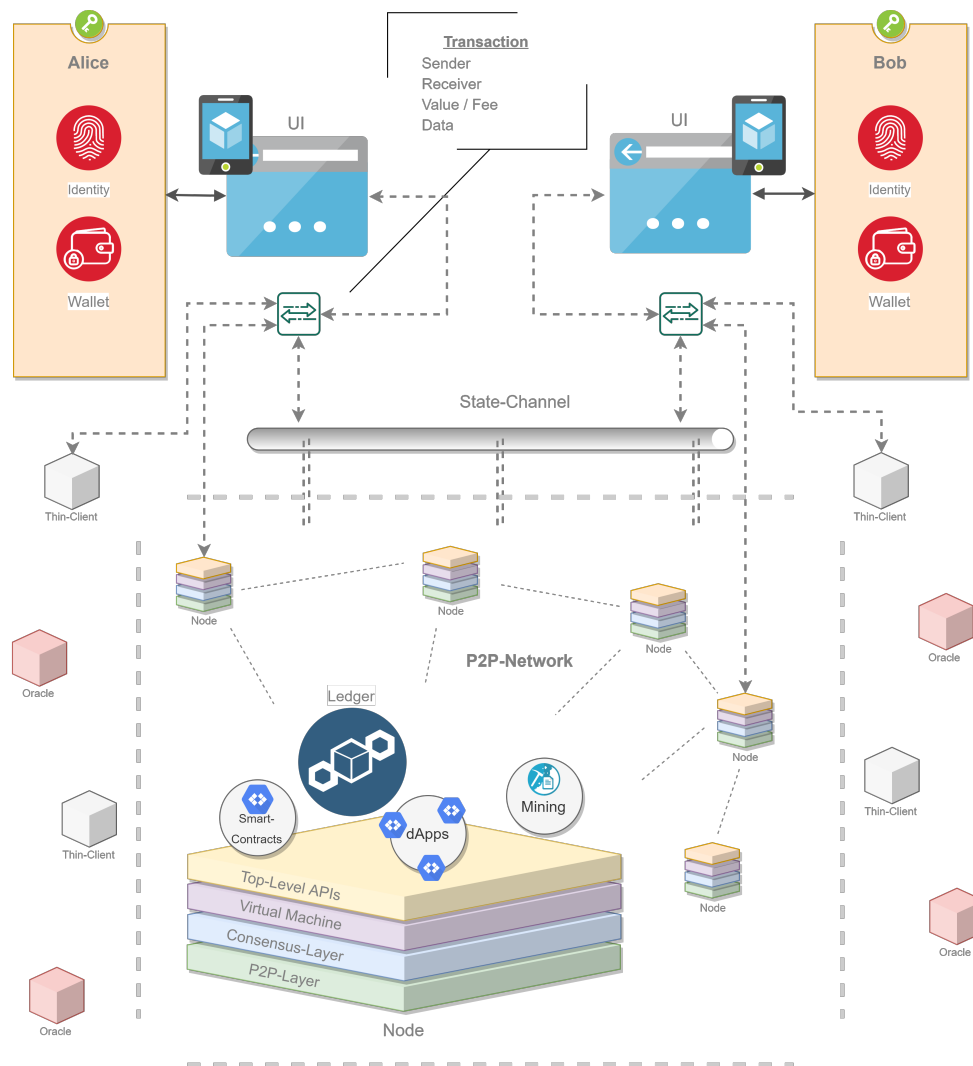 Transaction
Sender
Receiver
Value / Fee
Data
Alice
Identity
Wallet
UI
UI
Bob
Identity
Wallet
State-Channel
Thin-Client
Thin-Client
Node
Node
Node
Node
Node
P2P-Network
Oracle
Oracle
Thin-Client
Thin-Client
Oracle
Oracle
Ledger
Smart-
Contracts
dApps
Mining
Top-Level APIs
Virtual Machine
Consensus-Layer
P2P-Layer
Node